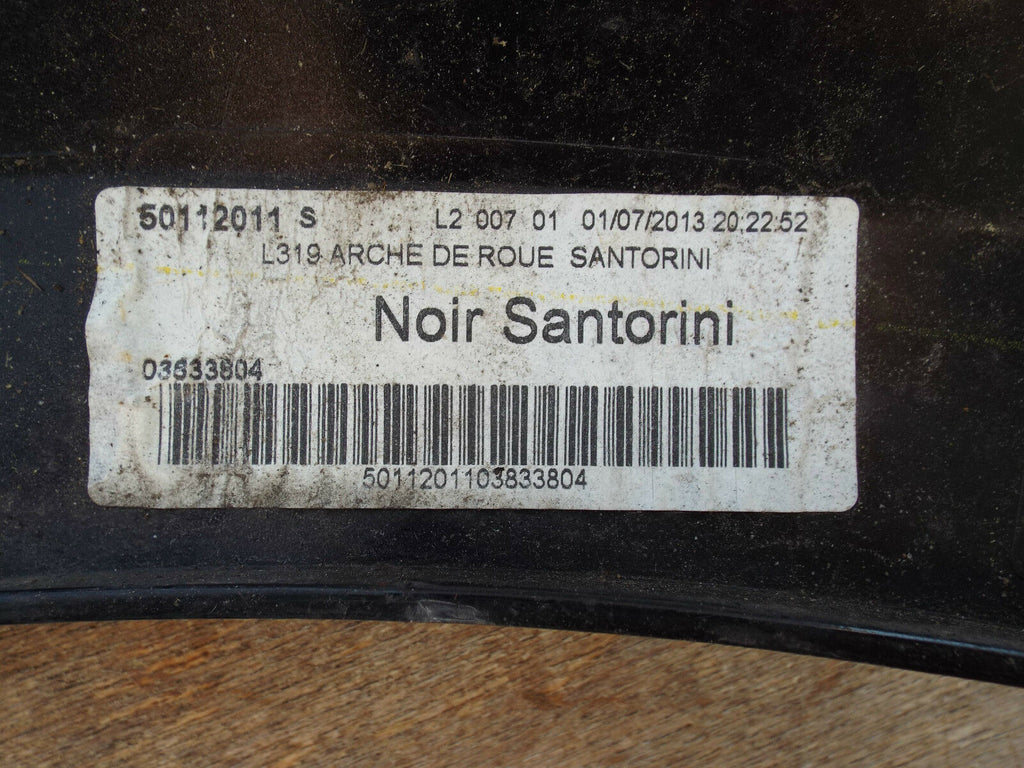 50112011 S L2 007 01 01/07/2013 20:22:52
L319 ARCHE DE ROUE SANTORINI
Noir Santorini
03833804
5011201103833804